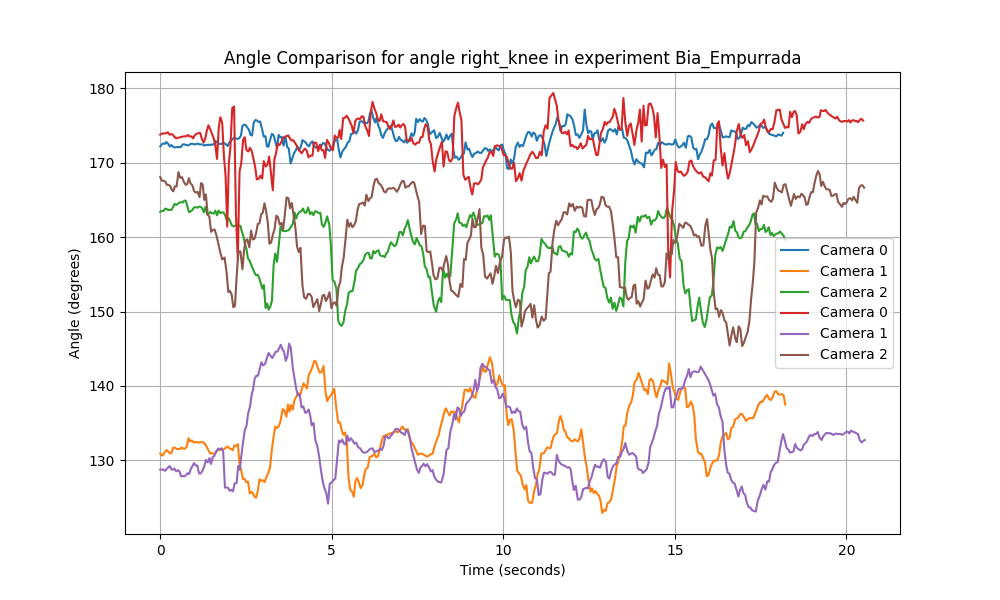 Angle Comparison for angle right_knee in experiment Bia_Empurrada
180
170
160
150
140
130
Angle (degrees)
Camera 0
Camera 1
Camera 2
Camera 0
Camera 1
Camera 2
0 5 10 15 20
Time (seconds)